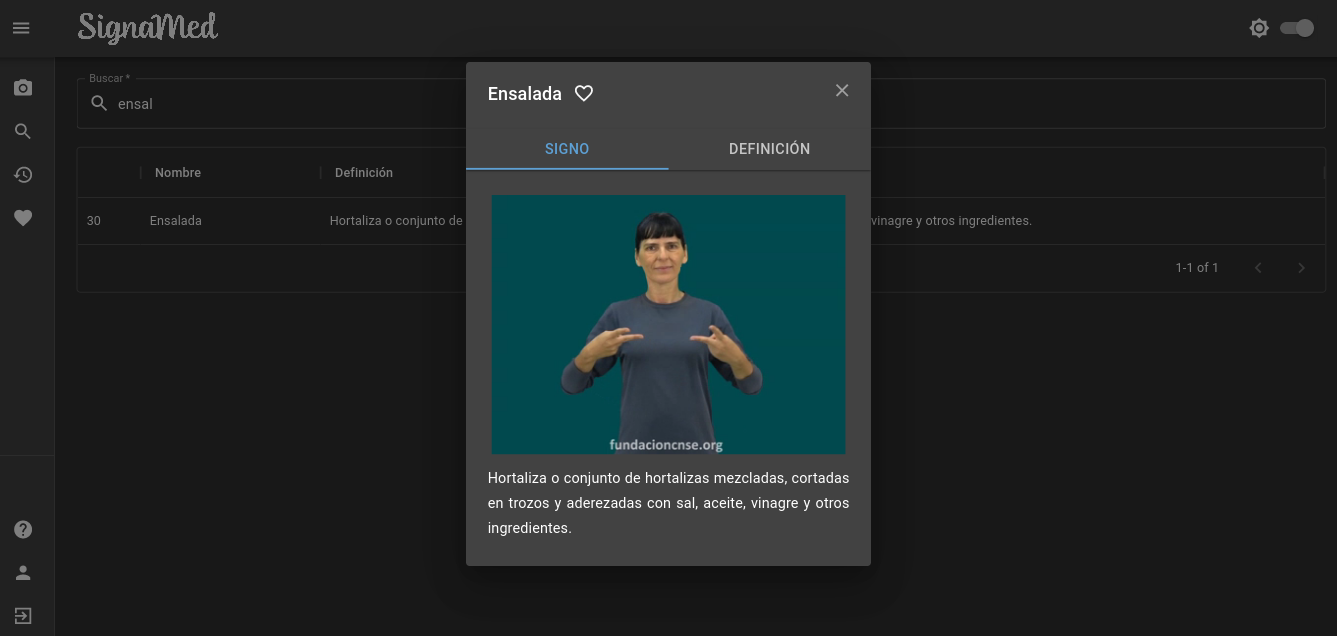 SignaMed
Buscar *
ensal
Nombre
Definición
30
Ensalada
Hortaliza o conjunto de
vinagre y otros ingredientes.
1-1 of 1
Ensalada
SIGNO
DEFINICIÓN
fundacioncnse.org
Hortaliza o conjunto de hortalizas mezcladas, cortadas
en trozos y aderezadas con sal, aceite, vinagre y otros
ingredientes.